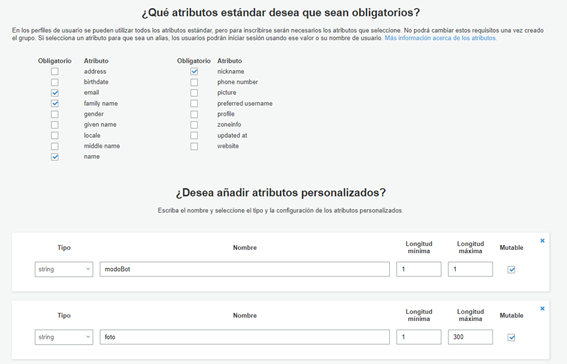 ¿Qué atributos estándar desea que sean obligatorios?
En los perfiles de usuario se pueden utilizar todos los atributos estándar, pero para inscribirse serán necesarios los atributos que seleccione. No podrá cambiar estos requisitos una vez creado
el grupo. Si selecciona un atributo para que sea un alias, los usuarios podrán iniciar sesión usando ese valor o su nombre de usuario. Más información acerca de los atributos.
Obligatorio Atributo Obligatorio Atributo
address nickname
birthdate phone number
email picture
family name preferred username
gender profile
given name zoneinfo
locale updated at
middle name website
name
¿Desea añadir atributos personalizados?
Escriba el nombre y seleccione el tipo y la configuración de los atributos personalizados.
Tipo Nombre Longitud mínima Longitud máxima Mutable
string modoBot 1 1
Tipo Nombre Longitud mínima Longitud máxima Mutable
string foto 1 300